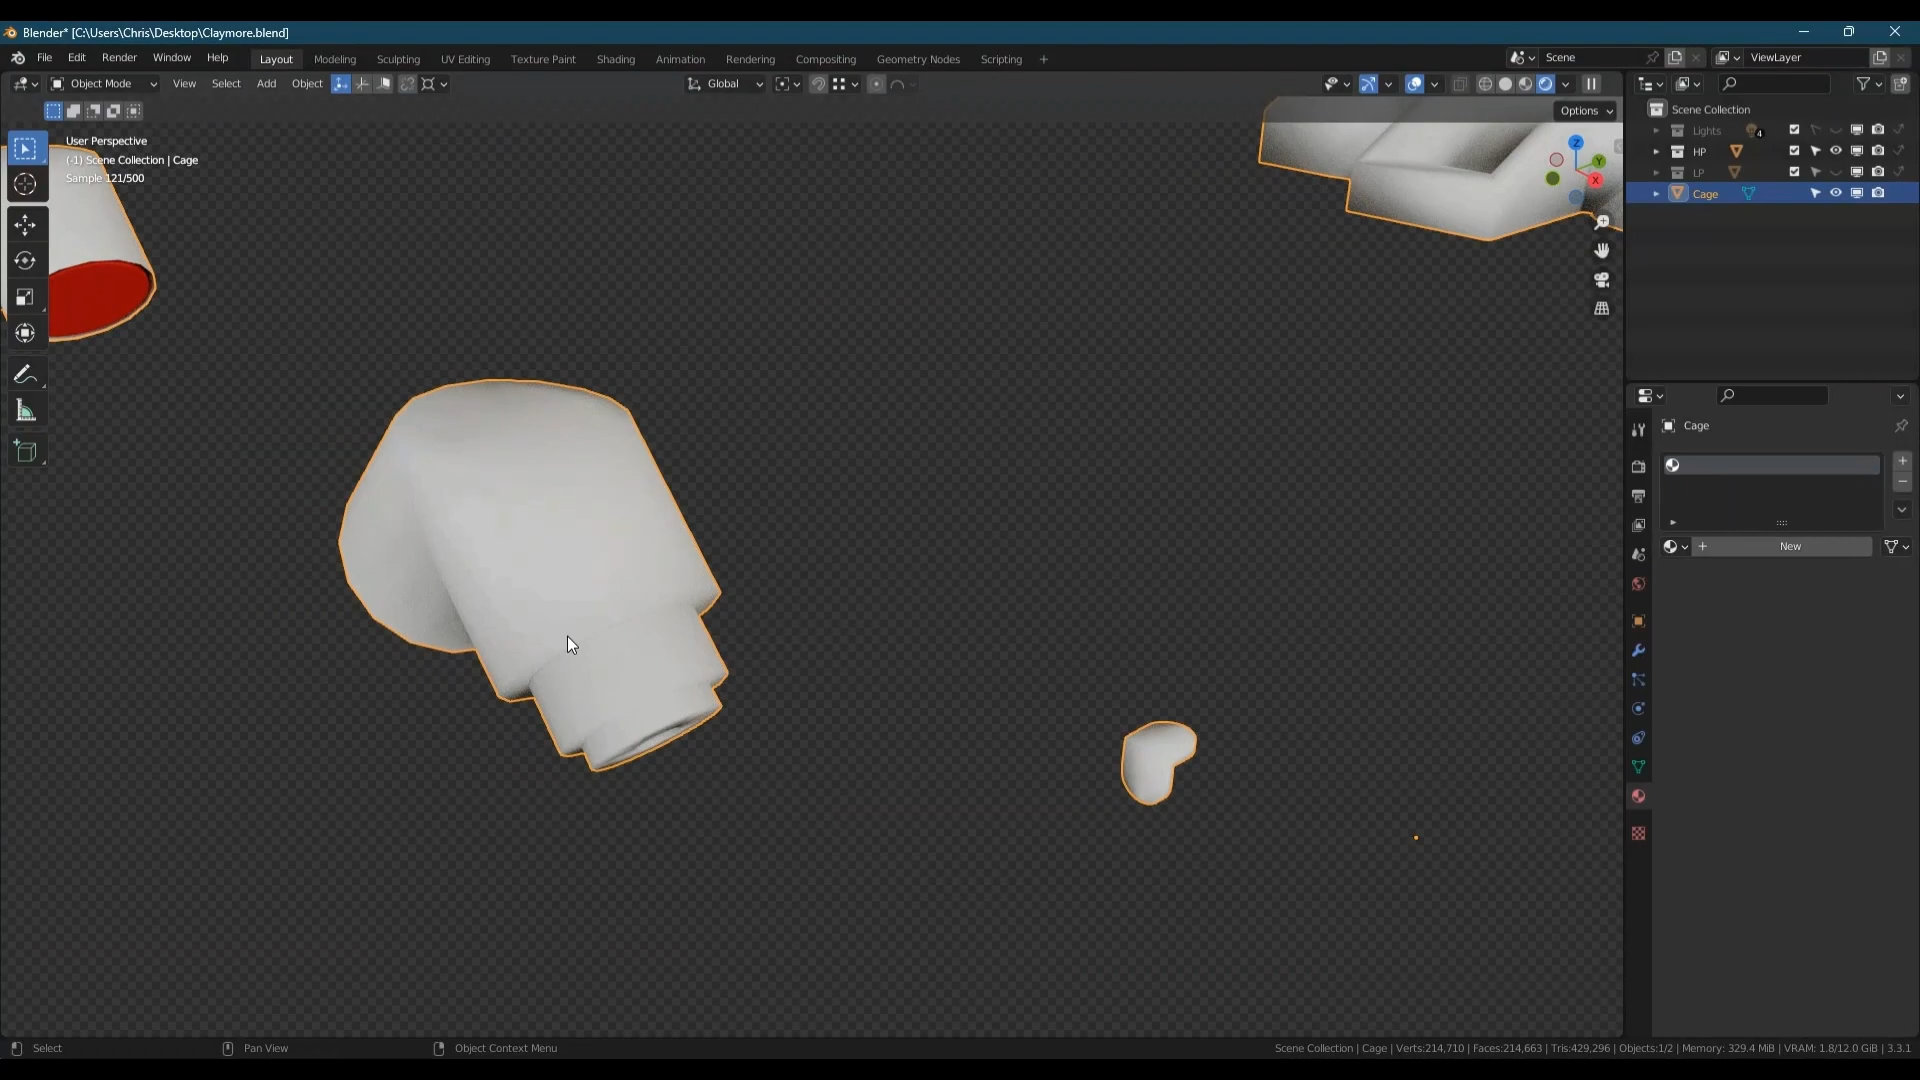 Blender* [C:\Users\Chris\Desktop\Claymore.blend]
File Edit Render Window Help Layout Modeling Sculpting UV Editing Texture Paint Shading Animation Rendering Compositing Geometry Nodes Scripting + Scene ViewLayer
Object Mode View Select Add Object Global
Options
User Perspective
(-1) Scene Collection | Cage
Sample 121/500
Z
Y
X
Scene Collection
Lights 4
HP
LP
Cage
Cage
New
Select Pan View Object Context Menu Scene Collection | Cage | Verts:214,710 | Faces:214,663 | Tris:429,296 | Objects:1/2 | Memory: 329.4 MiB | VRAM: 1.8/12.0 GiB | 3.3.1